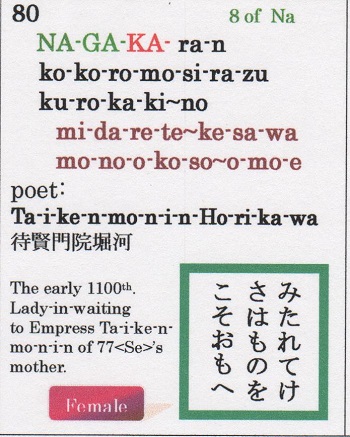 80
8 of Na
NA-GA-KA- ra-n
ko-ko-ro-mo-si-ra-zu
ku-ro-ka-ki~no
mi-da-re-te~ke-sa-wa
mo-no-o-ko-so~o-mo-e
poet:
Ta-i-ke-n-mo-n-i-n-Ho-ri-ka-wa
待賢門院堀河
The early 1100th.
Lady-in-waiting
to Empress Ta-i-ke-n-
mo-n-i-n of 77<Se>'s
mother.
Female
みたれてけ
さはものを
こそおもへ